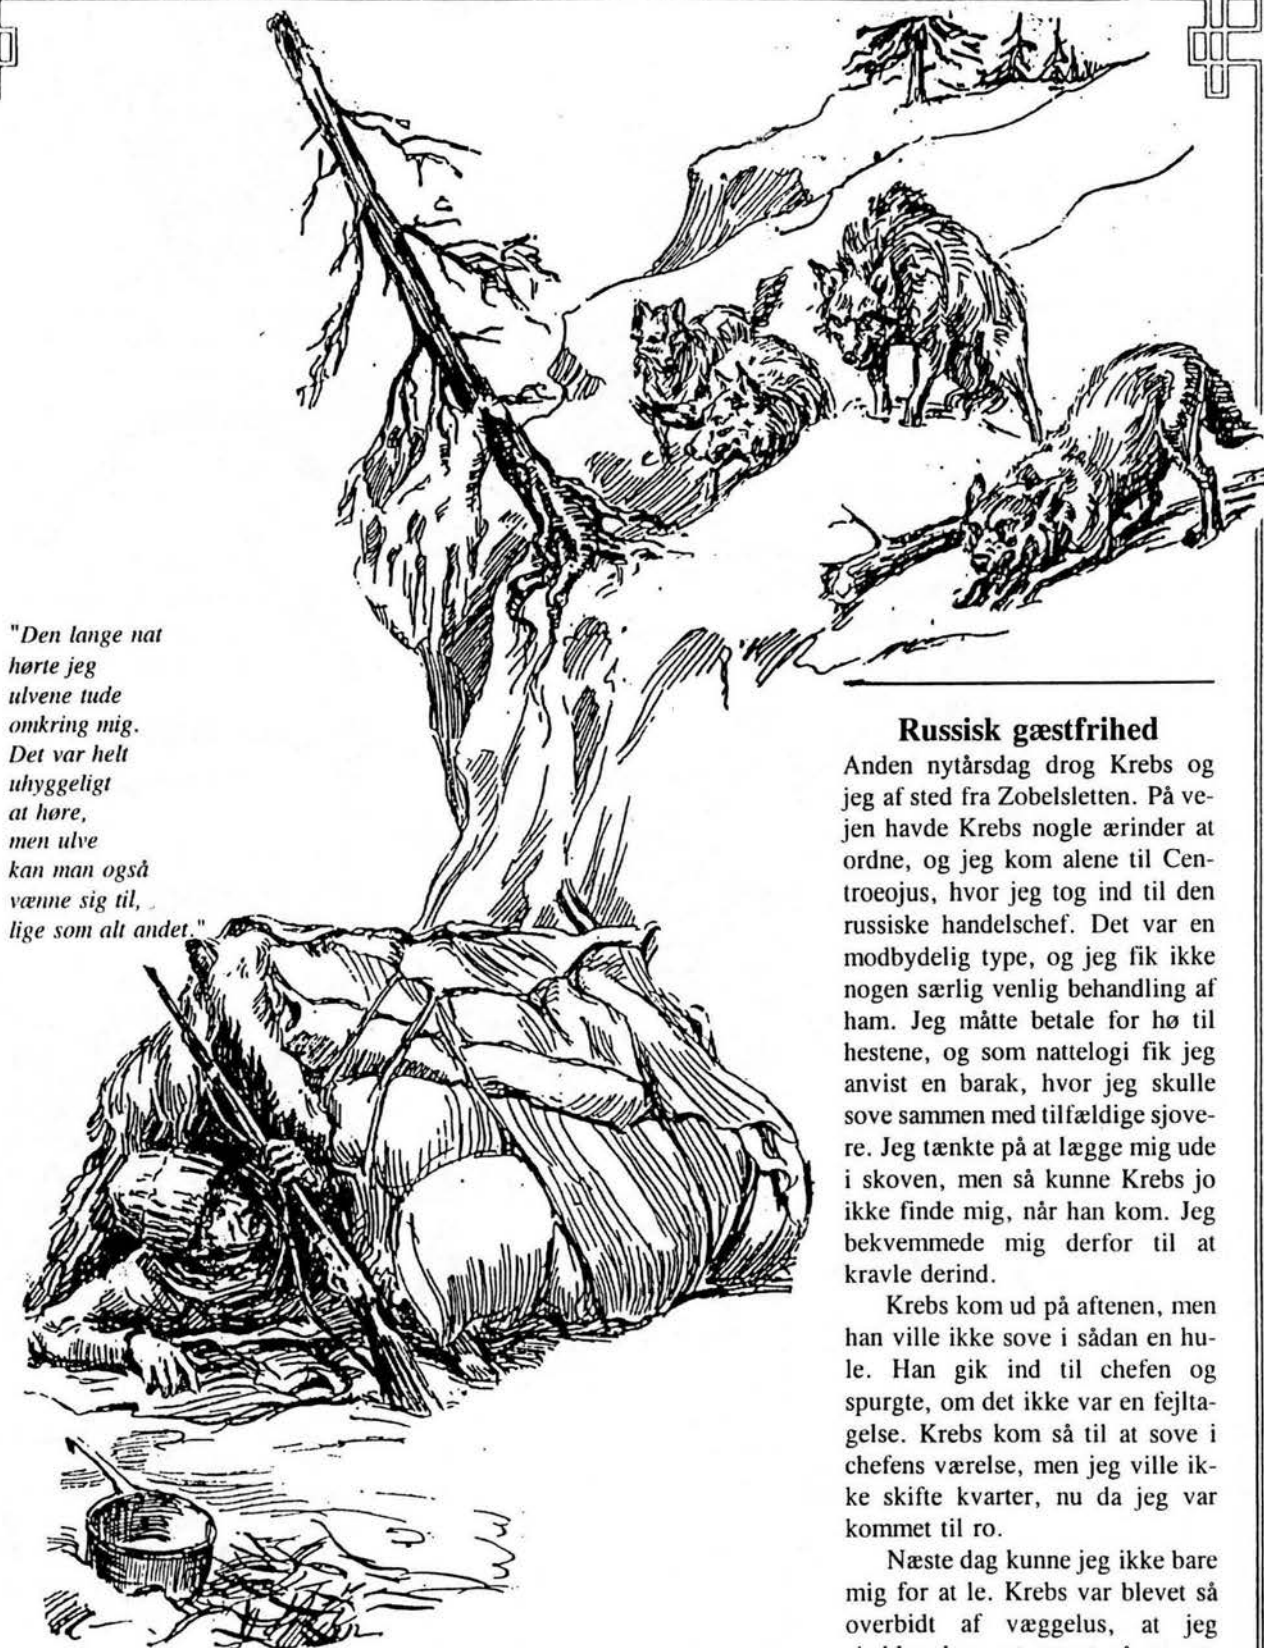 "Den lange nat
hørte jeg
ulvene tude
omkring mig.
Det var helt
uhyggeligt
at høre,
men ulve
kan man også
vænne sig til,
lige som alt andet."
Russisk gæstfrihed
Anden nytårsdag drog Krebs og
jeg af sted fra Zobelsletten. På ve-
jen havde Krebs nogle ærinder at
ordne, og jeg kom alene til Cen-
troeojus, hvor jeg tog ind til den
russiske handelschef. Det var en
modbydelig type, og jeg fik ikke
nogen særlig venlig behandling af
ham. Jeg måtte betale for hø til
hestene, og som nattelogi fik jeg
anvist en barak, hvor jeg skulle
sove sammen med tilfældige sjove-
re. Jeg tænkte på at lægge mig ude
i skoven, men så kunne Krebs jo
ikke finde mig, når han kom. Jeg
bekvemmede mig derfor til at
kravle derind.
Krebs kom ud på aftenen, men
han ville ikke sove i sådan en hu-
le. Han gik ind til chefen og
spurgte, om det ikke var en fejlta-
gelse. Krebs kom så til at sove i
chefens værelse, men jeg ville ik-
ke skifte kvarter, nu da jeg var
kommet til ro.
Næste dag kunne jeg ikke bare
mig for at le. Krebs var blevet så
overbidt af væggelus, at jeg